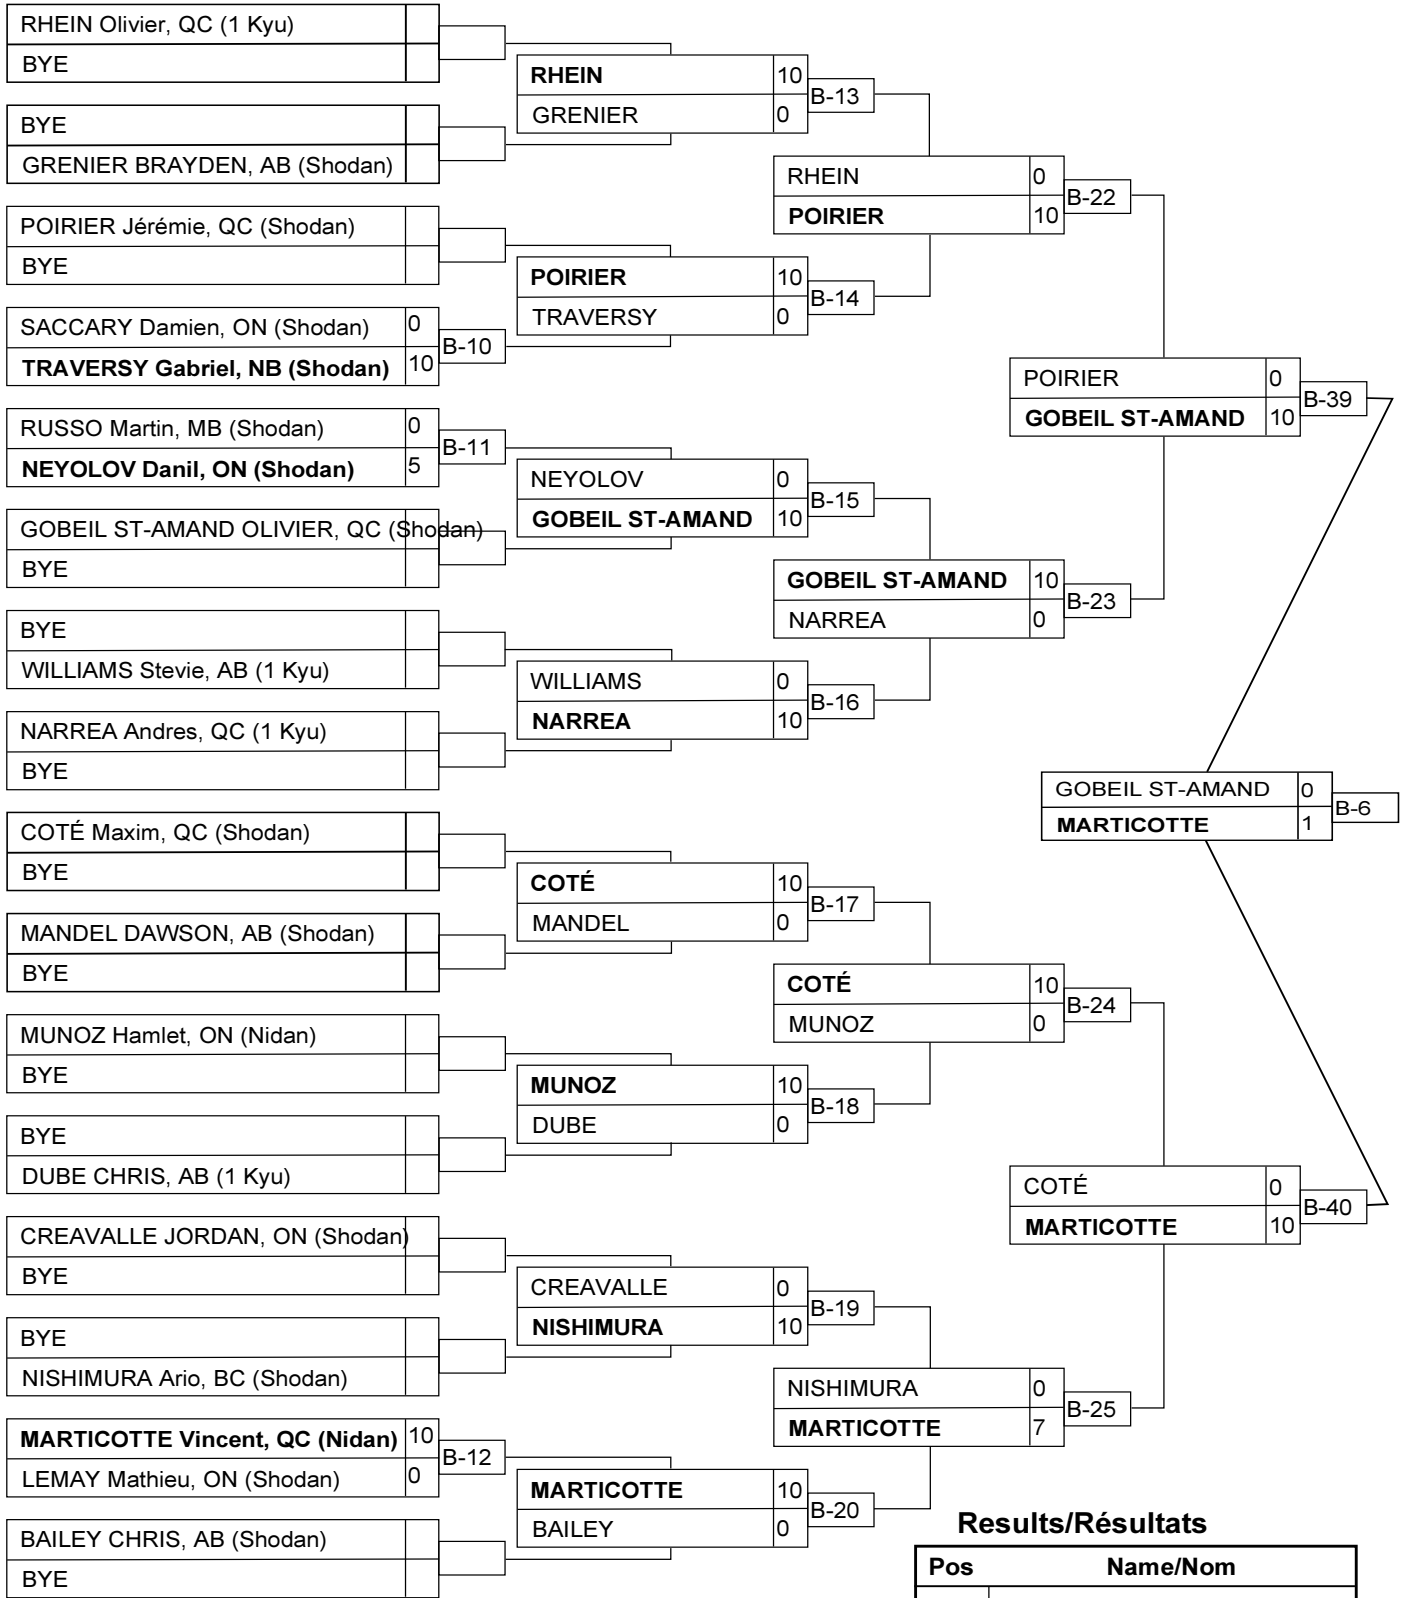 RHEIN Olivier, QC (1 Kyu)
BYE
BYE
GRENIER BRAYDEN, AB (Shodan)
POIRIER Jérémie, QC (Shodan)
BYE
SACCARY Damien, ON (Shodan) 0
TRAVERSY Gabriel, NB (Shodan) 10
B-10
RUSSO Martin, MB (Shodan) 0
NEYOLOV Danil, ON (Shodan) 5
B-11
GOBEIL ST-AMAND OLIVIER, QC (Shodan)
BYE
BYE
WILLIAMS Stevie, AB (1 Kyu)
NARREA Andres, QC (1 Kyu)
BYE
COTÉ Maxim, QC (Shodan)
BYE
MANDEL DAWSON, AB (Shodan)
BYE
MUNOZ Hamlet, ON (Nidan)
BYE
BYE
DUBE CHRIS, AB (1 Kyu)
CREAVALLE JORDAN, ON (Shodan)
BYE
BYE
NISHIMURA Ario, BC (Shodan)
MARTICOTTE Vincent, QC (Nidan) 10
LEMAY Mathieu, ON (Shodan) 0
B-12
BAILEY CHRIS, AB (Shodan)
BYE
RHEIN 10
GRENIER 0
B-13
POIRIER 10
TRAVERSY 0
B-14
NEYOLOV 0
GOBEIL ST-AMAND 10
B-15
WILLIAMS 0
NARREA 10
B-16
COTÉ 10
MANDEL 0
B-17
MUNOZ 10
DUBE 0
B-18
CREAVALLE 0
NISHIMURA 10
B-19
MARTICOTTE 10
BAILEY 0
B-20
RHEIN 0
POIRIER 10
B-22
GOBEIL ST-AMAND 10
NARREA 0
B-23
COTÉ 10
MUNOZ 0
B-24
NISHIMURA 0
MARTICOTTE 7
B-25
POIRIER 0
GOBEIL ST-AMAND 10
B-39
COTÉ 0
MARTICOTTE 10
B-40
GOBEIL ST-AMAND 0
MARTICOTTE 1
B-6
Results/Résultats
Pos Name/Nom